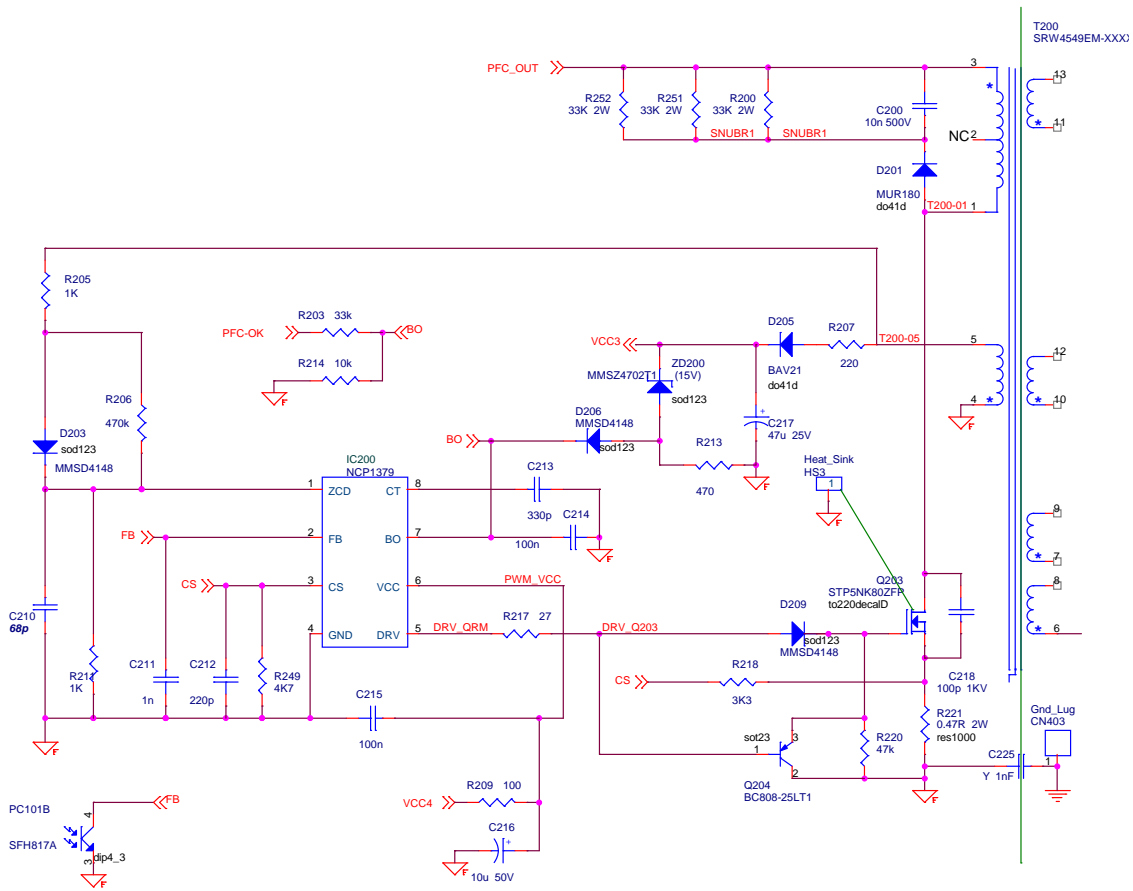 T200
SRW4549EM-XXXX
PFC_OUT
3
13
R252
33K 2W
R251
33K 2W
R200
33K 2W
C200
10n 500V
*
*
11
SNUBR1
SNUBR1
NC
2
D201
MUR180
do41d
T200-01
1
R205
1K
R203 33k
PFC-OK
BO
R214 10k
F
VCC3
ZD200
(15V)
MMSZ4702T1
sod123
D205
BAV21
do41d
R207
220
T200-05
5
4
*
F
12
*
10
R206
470k
D203
sod123
MMSD4148
D206
MMSD4148
sod123
BO
C217
47u 25V
+
R213
470
F
IC200
NCP1379
1
ZCD
CT
8
2
FB
BO
7
3
CS
VCC
6
4
GND
DRV
5
C213
330p
C214
100n
F
Heat_Sink
HS3
1
F
9
7
8
*
6
FB
CS
PWM_VCC
DRV_QRM
R217 27
DRV_Q203
D209
sod123
MMSD4148
Q203
STP5NK80ZFP
to220decalD
C210
68p
R211
1K
C211
1n
C212
220p
R249
4K7
CS
R218
3K3
C218
100p 1KV
C215
100n
F
R221
0.47R 2W
res1000
Gnd_Lug
CN403
1
sot23
3
1
2
Q204
BC808-25LT1
R220
47k
C225
Y 1nF
F
VCC4
R209 100
C216
+
10u 50V
F
PC101B
SFH817A
4
3
dip4_3
FB
F